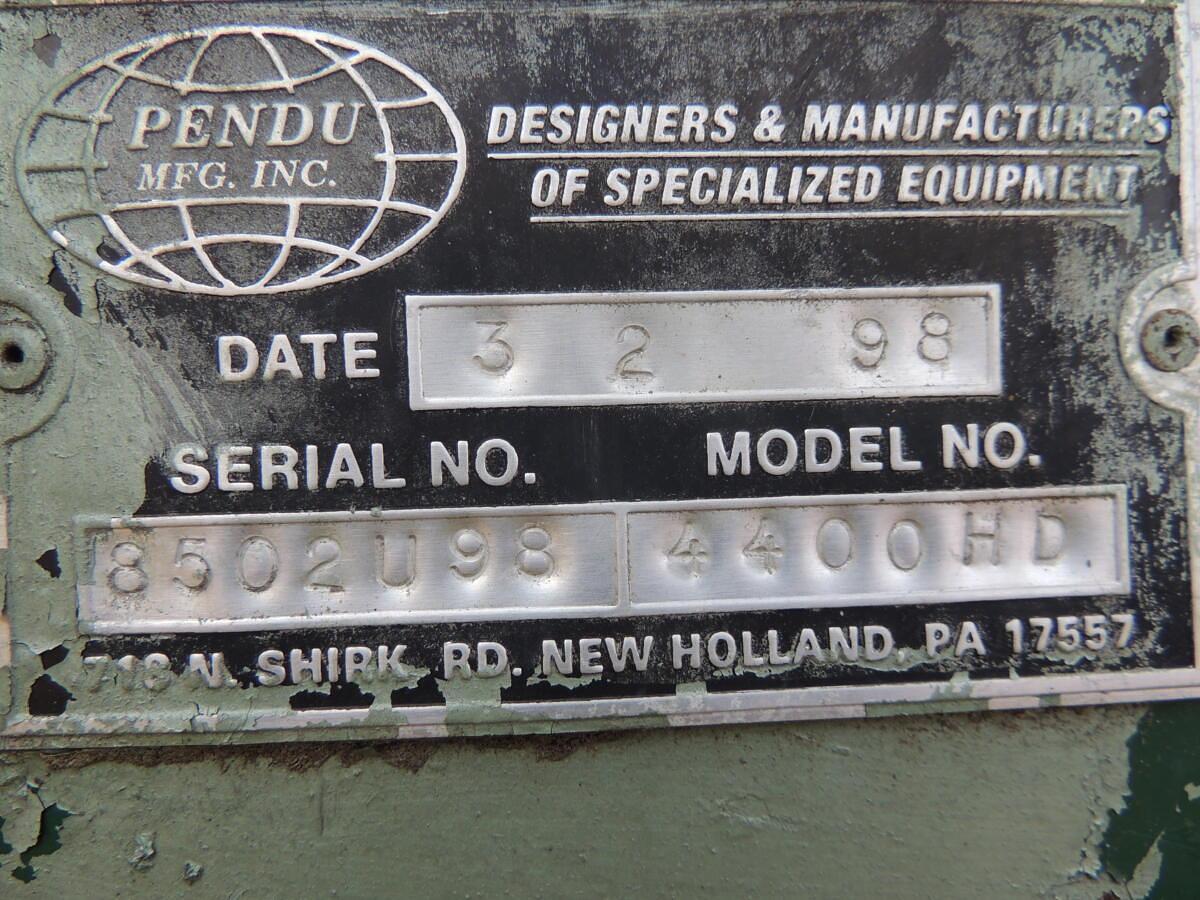 PENDU
MFG. INC.
DESIGNERS & MANUFACTURERS
OF SPECIALIZED EQUIPMENT
DATE 3 2 98
SERIAL NO. MODEL NO.
8502U98 4400HD
718 N. SHIRK RD. NEW HOLLAND, PA 17557